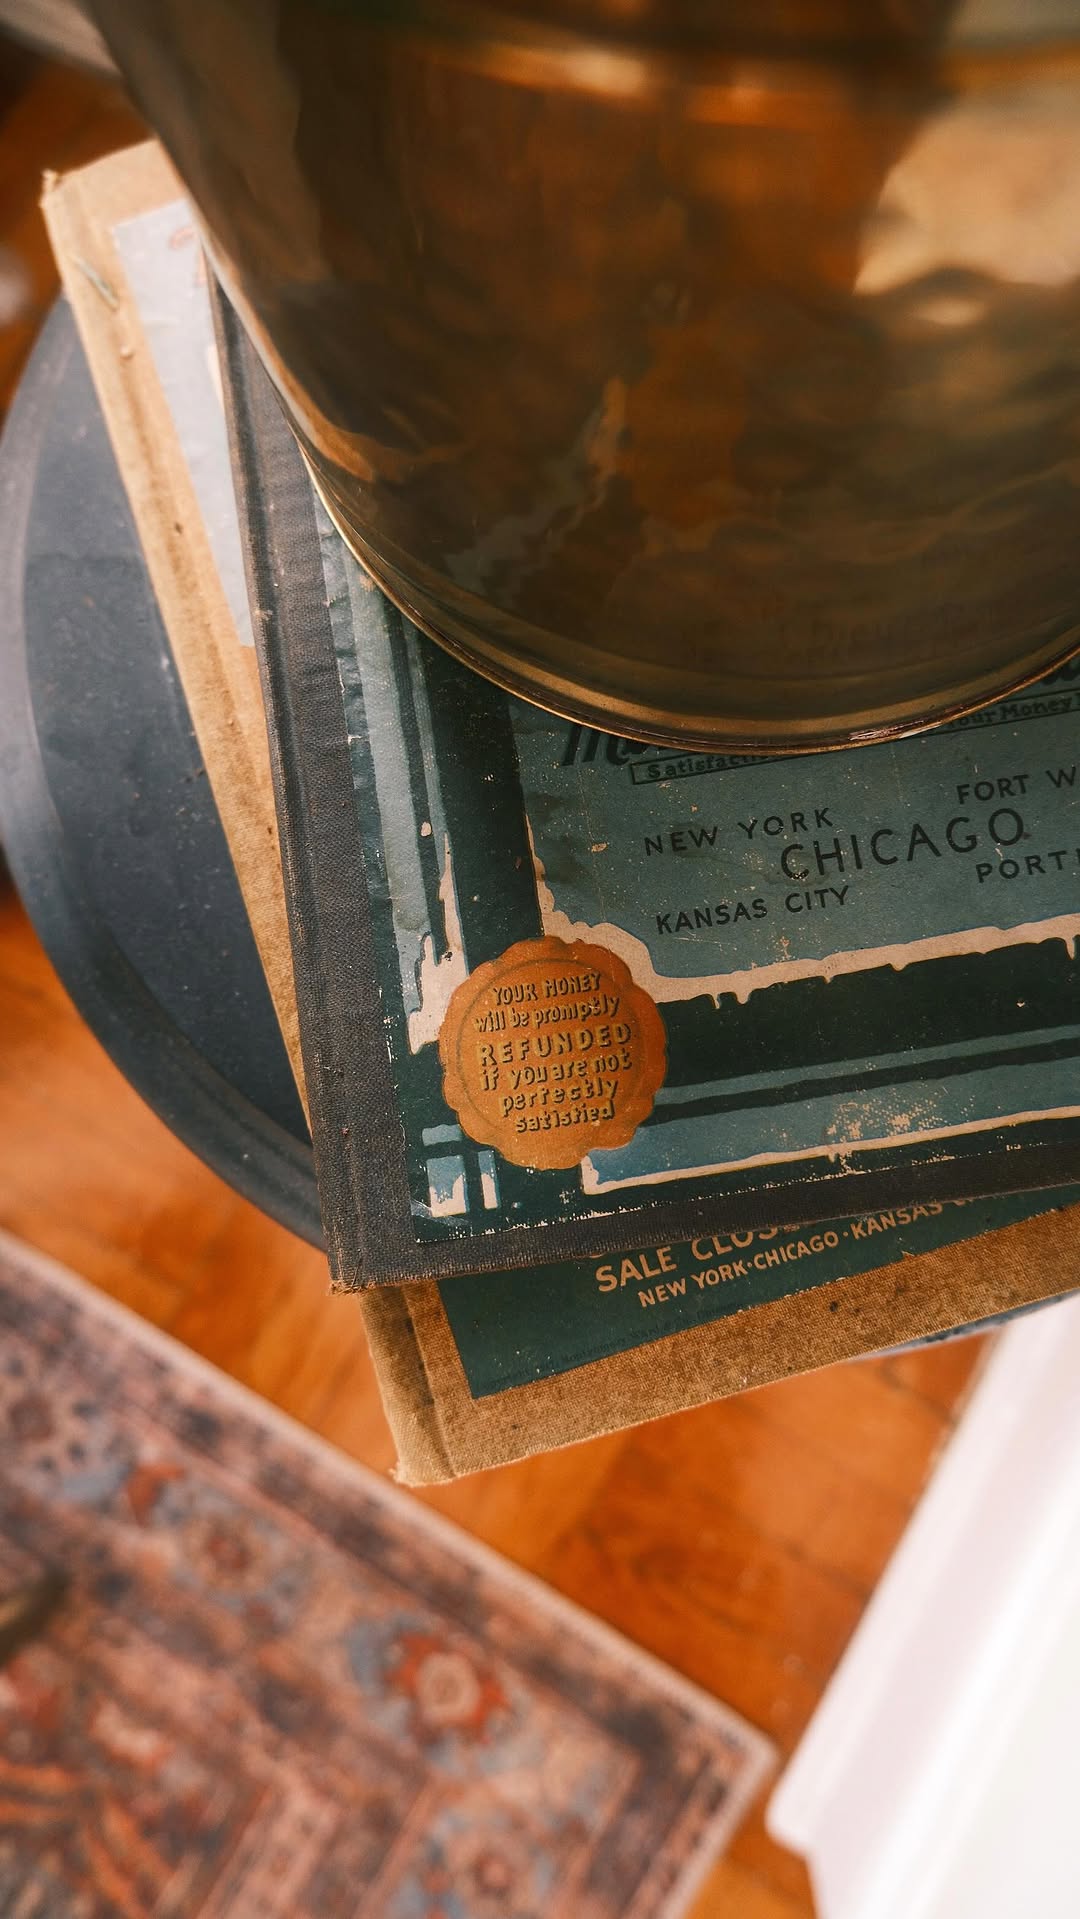 Your Money
NEW YORK
FORT W
CHICAGO
KANSAS CITY
PORT
YOUR MONEY
will be promptly
REFUNDED
if you are not
perfectly
satisfied
SALE CLOS
NEW YORK·CHICAGO·KANSAS